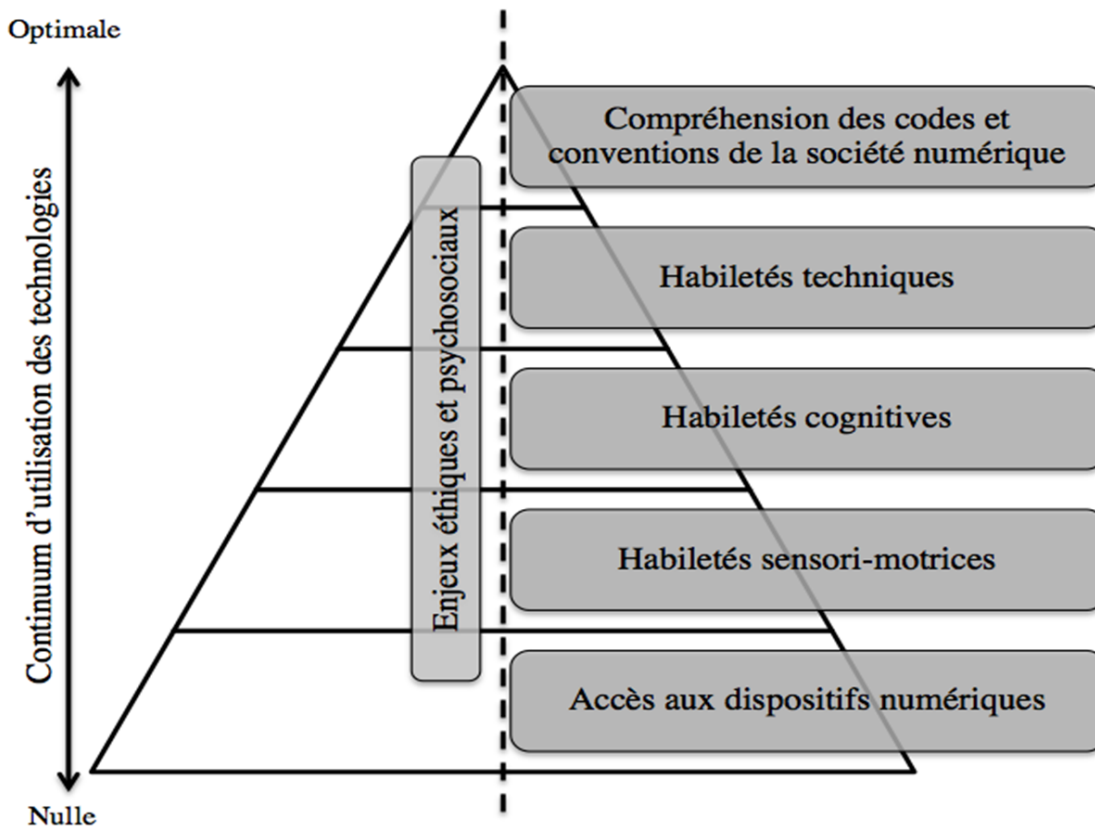 Optimale
Compréhension des codes et
conventions de la société numérique
Habiletés techniques
Habiletés cognitives
Habiletés sensori-motrices
Accès aux dispositifs numériques
Enjeux éthiques et psychosociaux
Continuum d'utilisation des technologies
Nulle